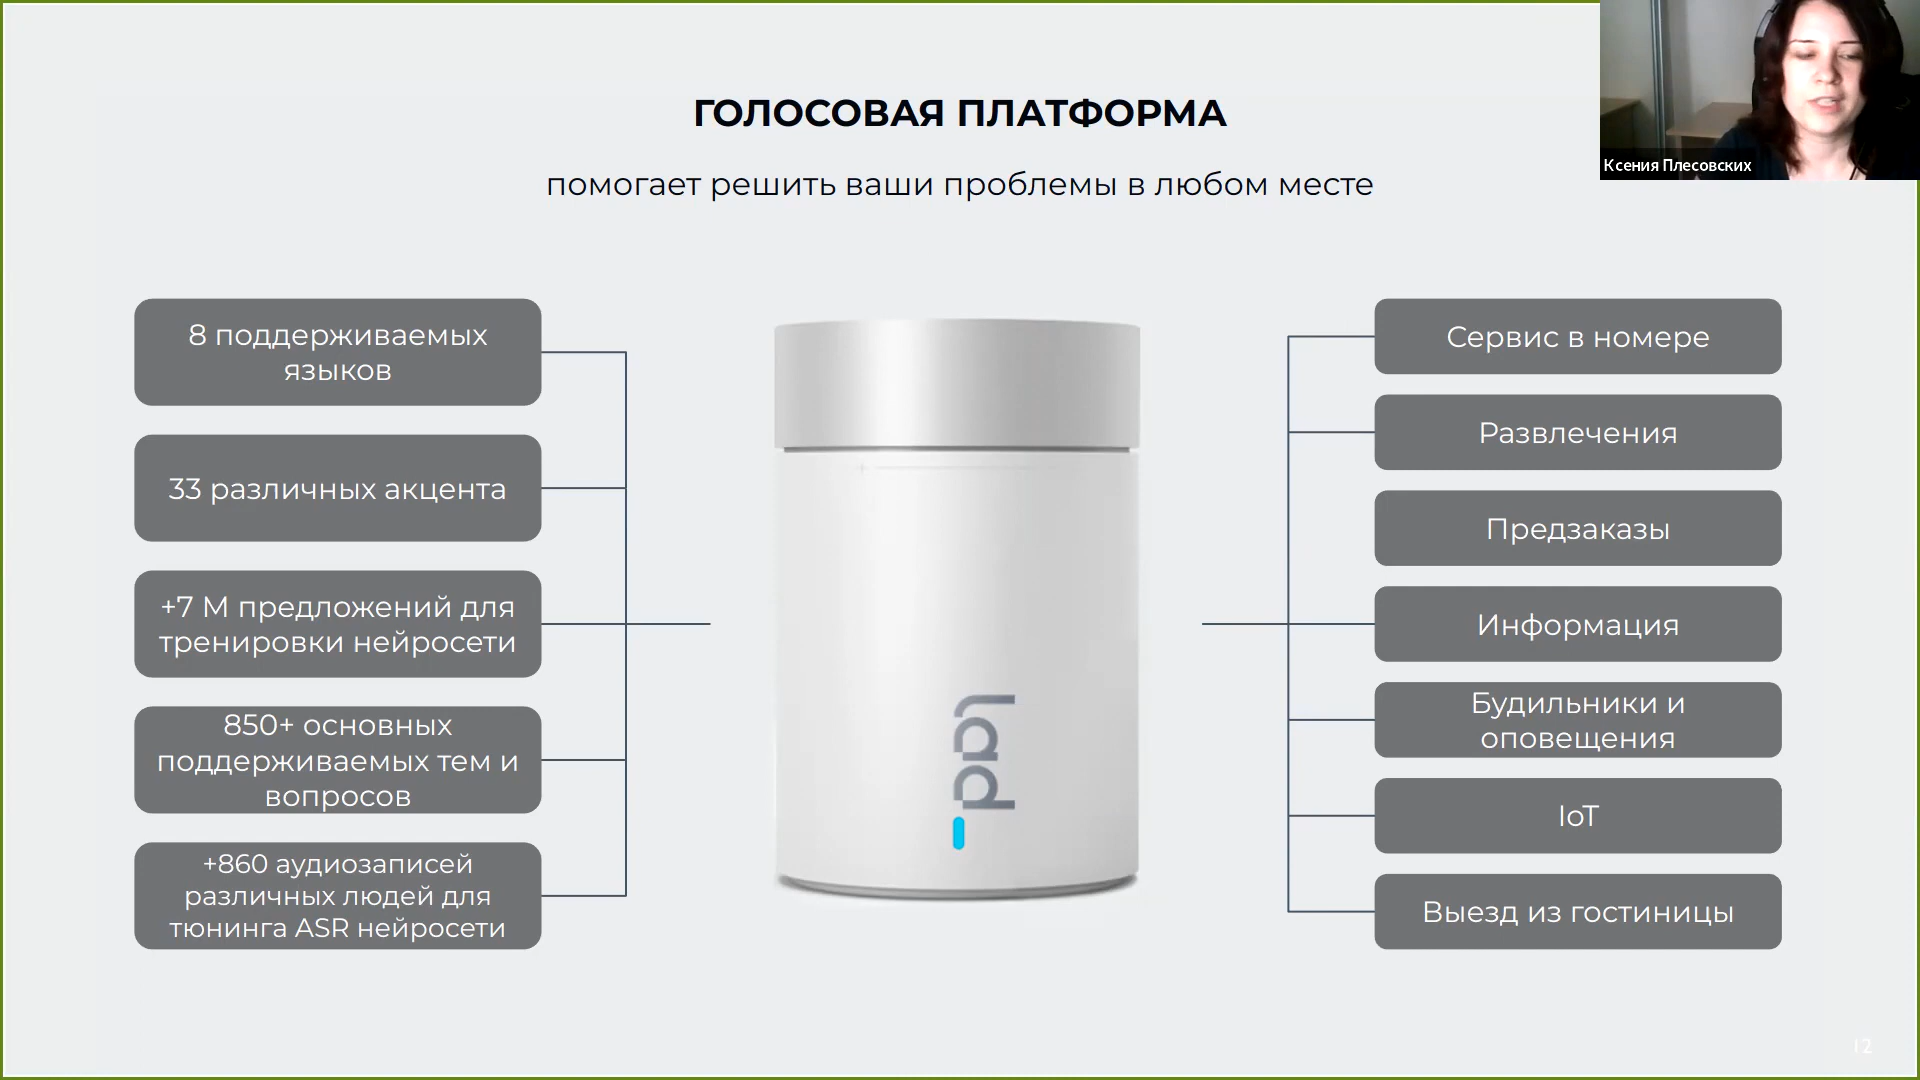 ГОЛОСОВАЯ ПЛАТФОРМА
помогает решить ваши проблемы в любом месте
Ксения Плесовских
8 поддерживаемых
языков
33 различных акцента
+7 М предложений для
тренировки нейросети
850+ основных
поддерживаемых тем и
вопросов
+860 аудиозаписей
различных людей для
тюнинга ASR нейросети
lad
Сервис в номере
Развлечения
Предзаказы
Информация
Будильники и
оповещения
IoT
Выезд из гостиницы
12